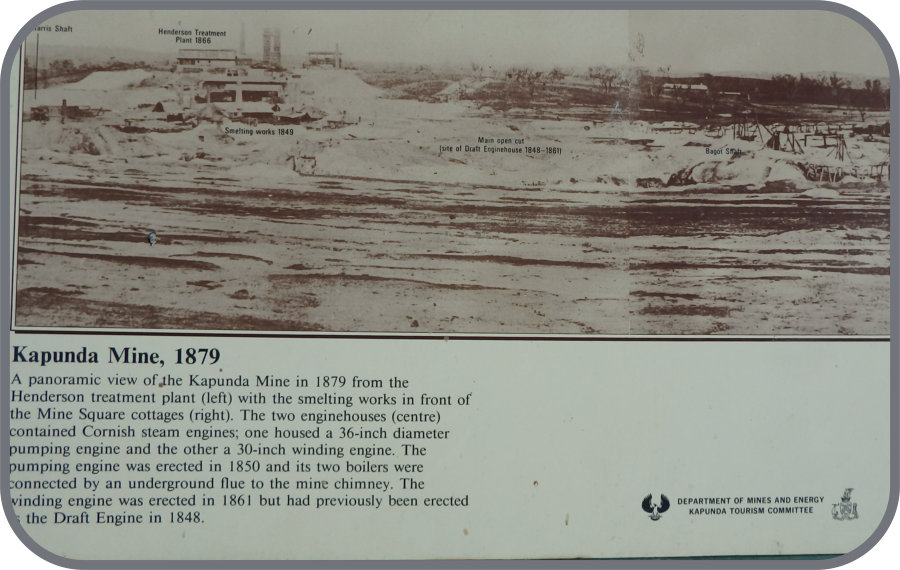 Harris Shaft
Henderson Treatment
Plant 1866
Smelting works 1849
Main open cut
(site of Draft Enginehouse 1848–1861)
Bagot Shaft
Kapunda Mine, 1879
A panoramic view of the Kapunda Mine in 1879 from the
Henderson treatment plant (left) with the smelting works in front of
the Mine Square cottages (right). The two enginehouses (centre)
contained Cornish steam engines; one housed a 36-inch diameter
pumping engine and the other a 30-inch winding engine. The
pumping engine was erected in 1850 and its two boilers were
connected by an underground flue to the mine chimney. The
winding engine was erected in 1861 but had previously been erected
the Draft Engine in 1848.
DEPARTMENT OF MINES AND ENERGY
KAPUNDA TOURISM COMMITTEE